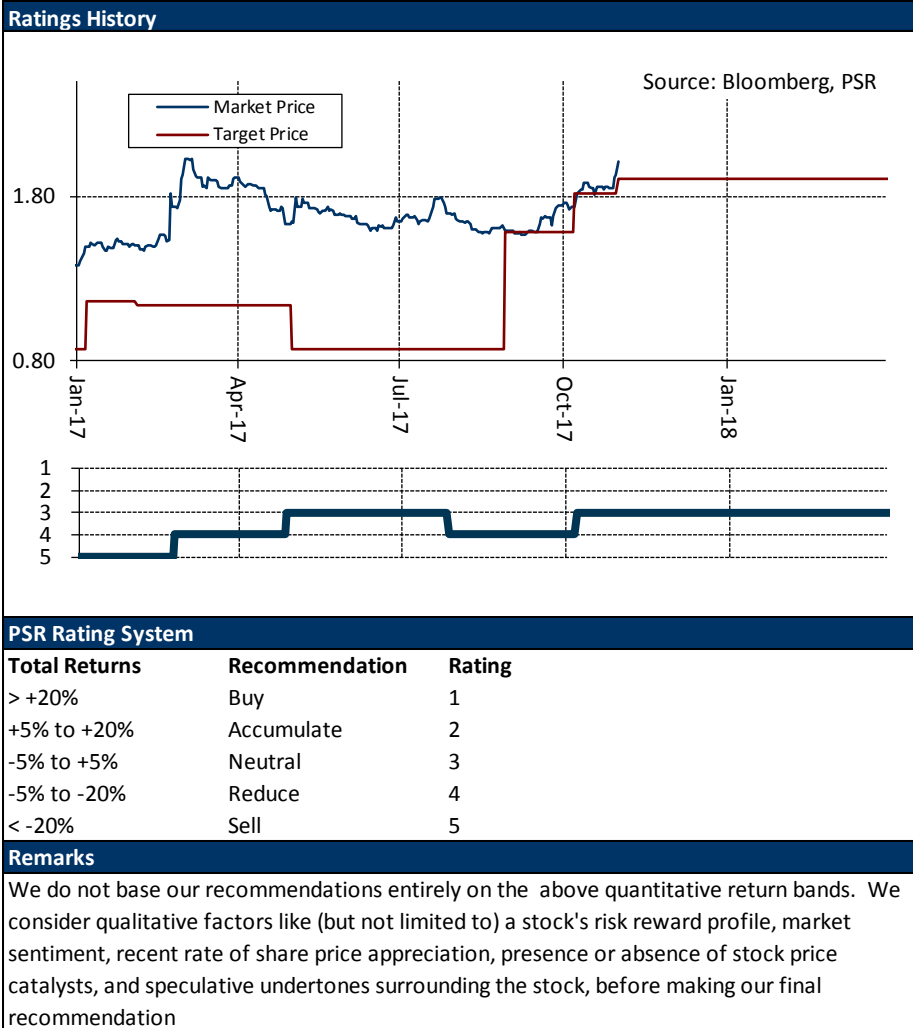 Ratings History
Source: Bloomberg, PSR
Market Price
Target Price
1.80
0.80
Jan-17
Apr-17
Jul-17
Oct-17
Jan-18
1
2
3
4
5
PSR Rating System
Total Returns Recommendation Rating
> +20% Buy 1
+5% to +20% Accumulate 2
-5% to +5% Neutral 3
-5% to -20% Reduce 4
< -20% Sell 5
Remarks
We do not base our recommendations entirely on the  above quantitative return bands.  We
consider qualitative factors like (but not limited to) a stock's risk reward profile, market
sentiment, recent rate of share price appreciation, presence or absence of stock price
catalysts, and speculative undertones surrounding the stock, before making our final
recommendation